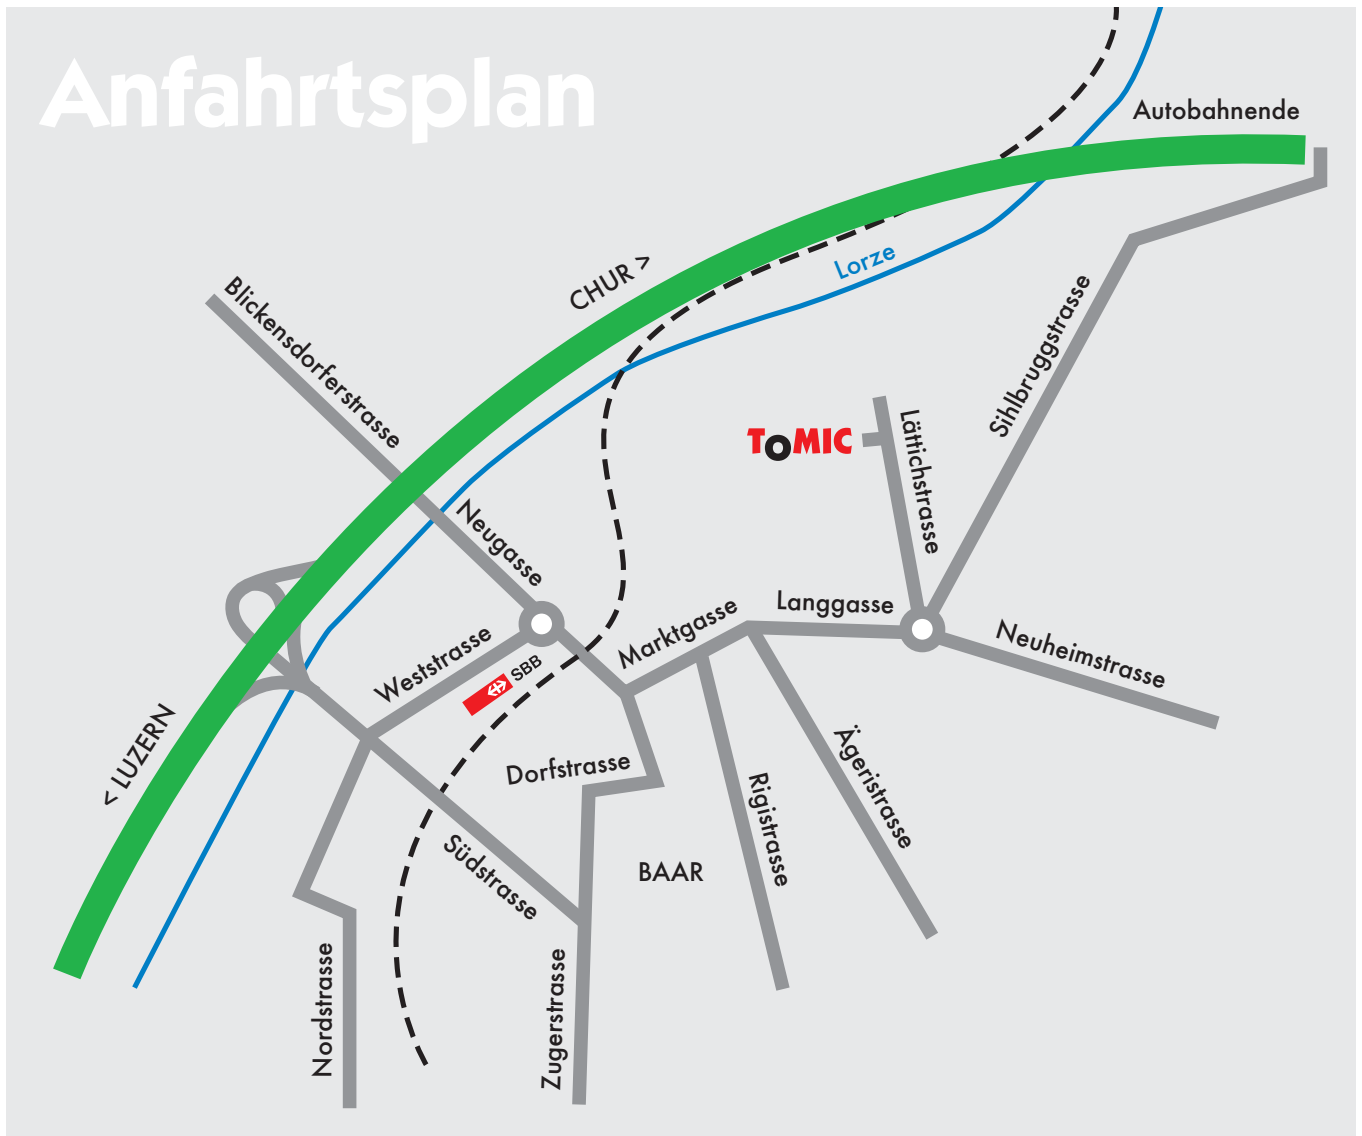 Anfahrtsplan
Autobahnende
Lorze
CHUR >
Blickensdorferstrasse
Sihlbruggstrasse
TOMIC
Lättichstrasse
Neugasse
Langgasse
Marktgasse
Neuheimstrasse
Weststrasse
SBB
< LUZERN
Dorfstrasse
Ägeristrasse
Rigistrasse
Südstrasse
BAAR
Nordstrasse
Zugerstrasse